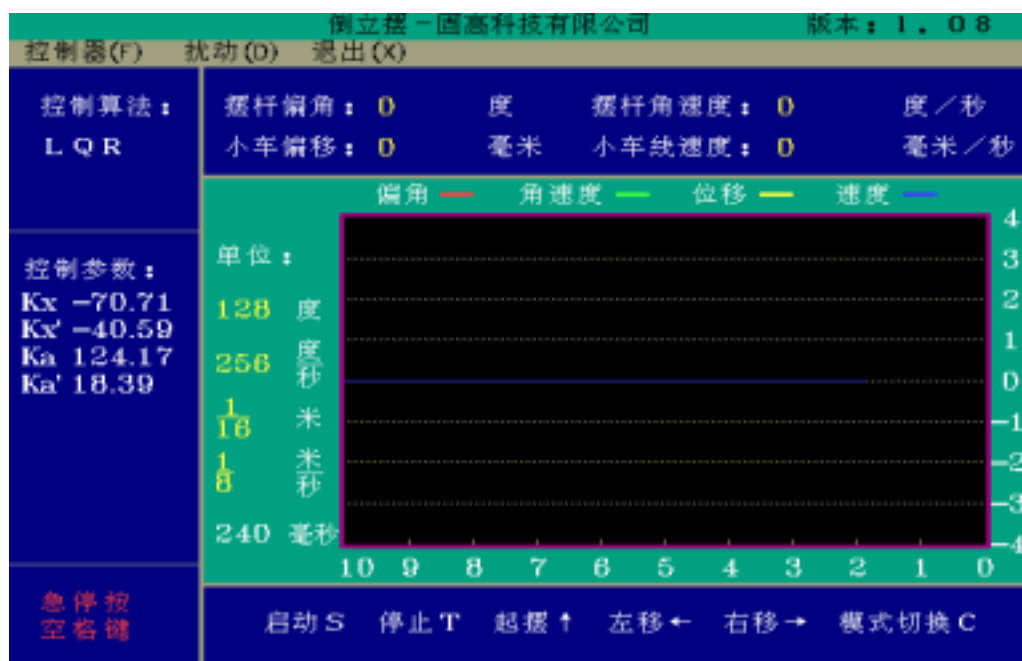 倒立摆－固高科技有限公司 版本：1.08
控制器(F) 扰动(D) 退出(X)
控制算法：
LQR
摆杆偏角：0 度 摆杆角速度：0 度／秒
小车偏移：0 毫米 小车线速度：0 毫米／秒
偏角 角速度 位移 速度
控制参数：
Kx -70.71
Kx' -40.59
Ka 124.17
Ka' 18.39
单位：
128 度
256 度/秒
1/16 米
1/8 米/秒
240 毫秒
4
3
2
1
0
-1
-2
-3
-4
10 9 8 7 6 5 4 3 2 1 0
急停按
空格键
启动S 停止T 起摆↑ 左移← 右移→ 模式切换C